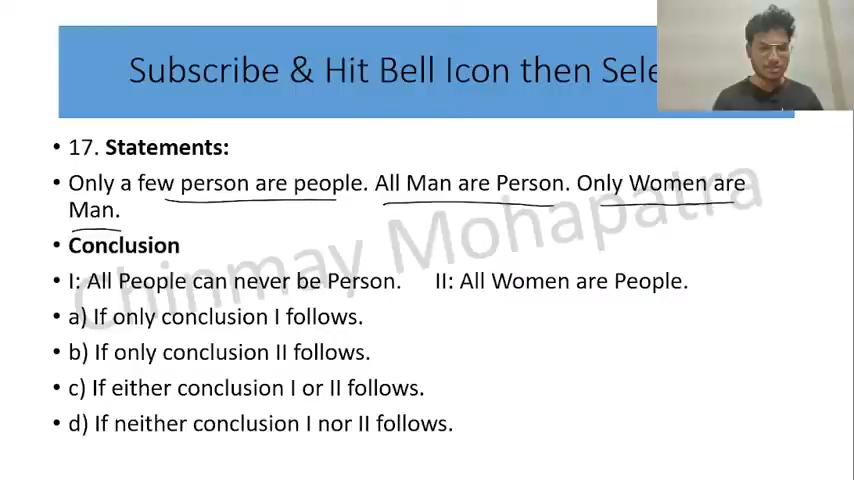 Subscribe & Hit Bell Icon then Sele
• 17. Statements:
• Only a few person are people. All Man are Person. Only Women are
Man.
• Conclusion
• I: All People can never be Person. II: All Women are People.
• a) If only conclusion I follows.
• b) If only conclusion II follows.
• c) If either conclusion I or II follows.
• d) If neither conclusion I nor II follows.
Chinmay Mohapatra